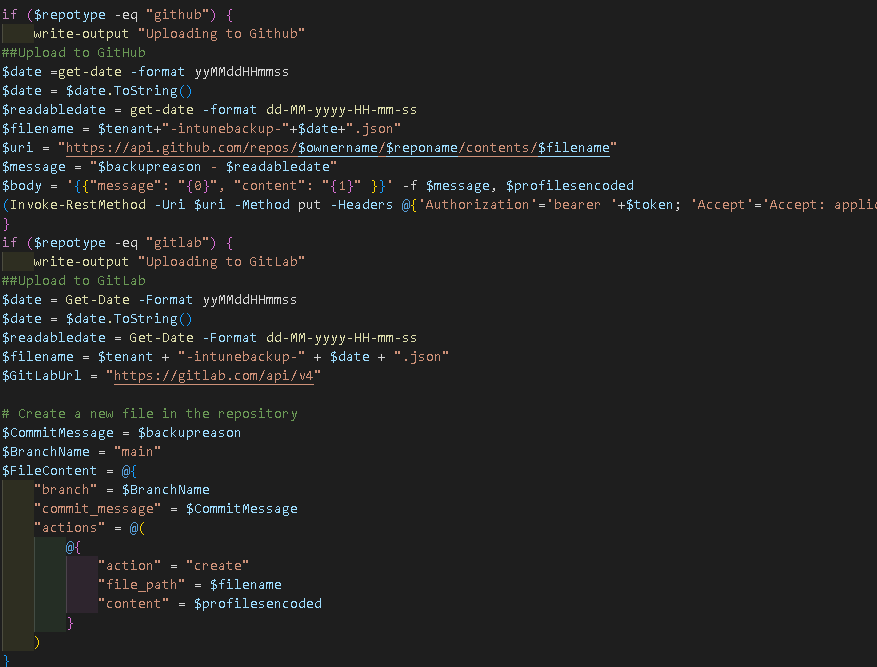 if ($repotype -eq "github") {
    write-output "Uploading to Github"
##Upload to GitHub
$date =get-date -format yyMMddHHmmss
$date = $date.ToString()
$readabledate = get-date -format dd-MM-yyyy-HH-mm-ss
$filename = $tenant+"-intunebackup-"+$date+".json"
$uri = "https://api.github.com/repos/$ownername/$reponame/contents/$filename"
$message = "$backupreason - $readabledate"
$body = '{{"message": "{0}", "content": "{1}" }}' -f $message, $profilesencoded
(Invoke-RestMethod -Uri $uri -Method put -Headers @{'Authorization'='bearer '+$token; 'Accept'='Accept: applic
}
if ($repotype -eq "gitlab") {
    write-output "Uploading to GitLab"
##Upload to GitLab
$date = Get-Date -Format yyMMddHHmmss
$date = $date.ToString()
$readabledate = Get-Date -Format dd-MM-yyyy-HH-mm-ss
$filename = $tenant + "-intunebackup-" + $date + ".json"
$GitLabUrl = "https://gitlab.com/api/v4"

# Create a new file in the repository
$CommitMessage = $backupreason
$BranchName = "main"
$FileContent = @{
    "branch" = $BranchName
    "commit_message" = $CommitMessage
    "actions" = @(
        @{
            "action" = "create"
            "file_path" = $filename
            "content" = $profilesencoded
        }
    )
}